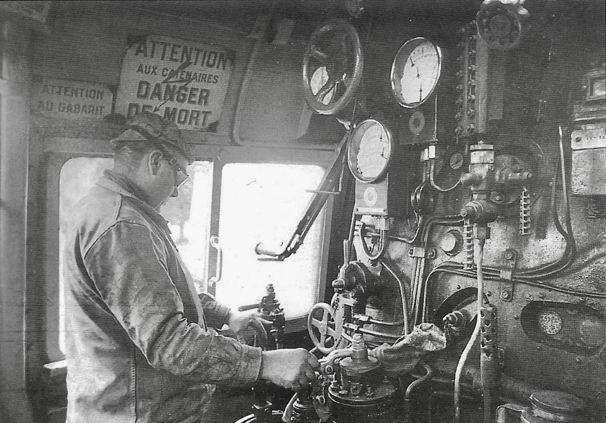 ATTENTION
AUX CATENAIRES
DANGER
DE MORT
ATTENTION
AU GABARIT